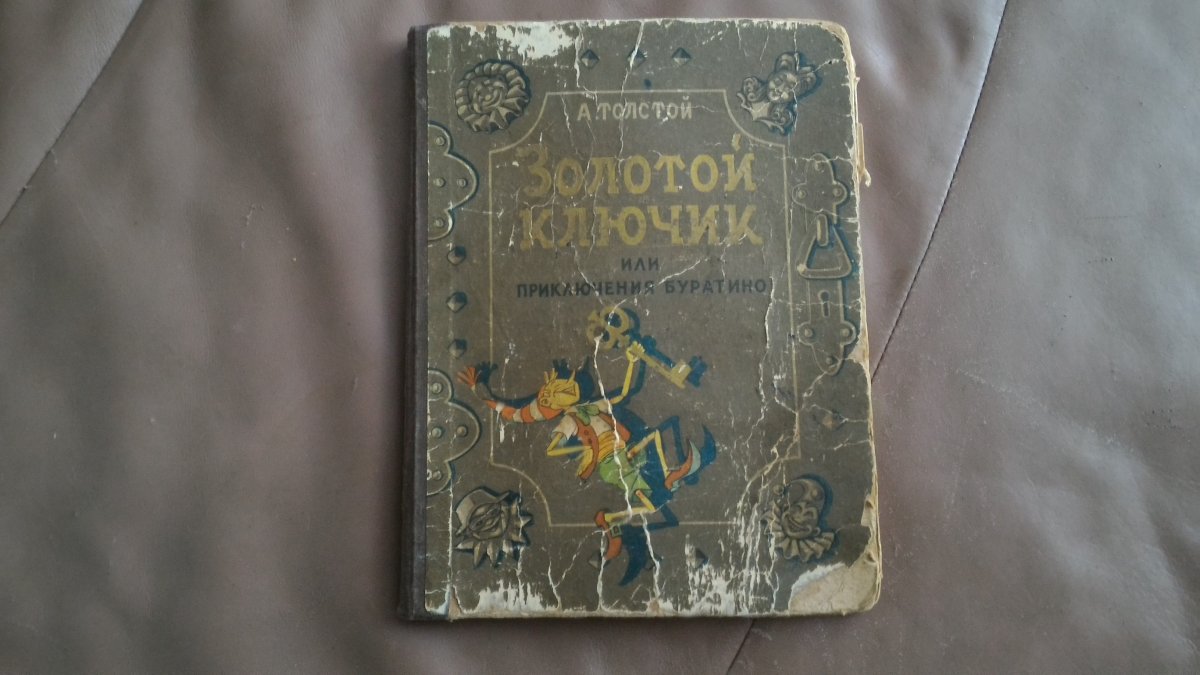 А. ТОЛСТОЙ
ЗОЛОТОЙ
КЛЮЧИК
ИЛИ
ПРИКЛЮЧЕНИЯ БУРАТИНО